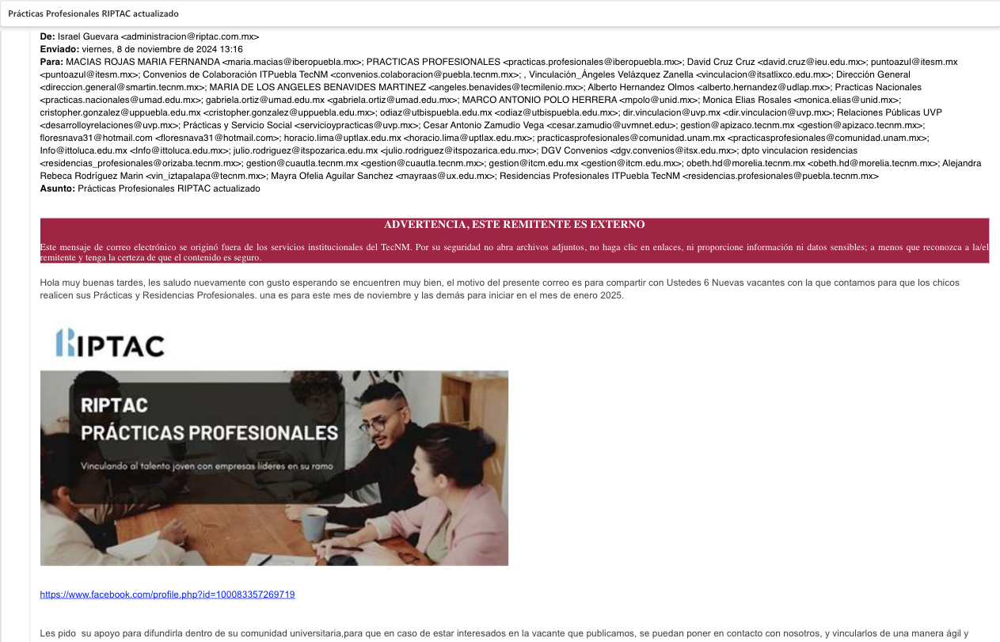 Prácticas Profesionales RIPTAC actualizado
De: Israel Guevara <administracion@riptac.com.mx>
Enviado: viernes, 8 de noviembre de 2024 13:16
Para: MACIAS ROJAS MARIA FERNANDA <maria.macias@iberopuebla.mx>; PRACTICAS PROFESIONALES <practicas.profesionales@iberopuebla.mx>; David Cruz Cruz <david.cruz@ieu.edu.mx>; puntoazul@itesm.mx
<puntoazul@itesm.mx>; Convenios de Colaboración ITPuebla TecNM <convenios.colaboracion@puebla.tecnm.mx>; , Vinculación_Ángeles Velázquez Zanella <vinculacion@itsatlixco.edu.mx>; Dirección General
<direccion.general@smartin.tecnm.mx>; MARIA DE LOS ANGELES BENAVIDES MARTINEZ <angeles.benavides@tecmilenio.mx>; Alberto Hernandez Olmos <alberto.hernandez@udlap.mx>; Practicas Nacionales
<practicas.nacionales@umad.edu.mx>; gabriela.ortiz@umad.edu.mx <gabriela.ortiz@umad.edu.mx>; MARCO ANTONIO POLO HERRERA <mpolo@unid.mx>; Monica Elias Rosales <monica.elias@unid.mx>;
cristopher.gonzalez@uppuebla.edu.mx <cristopher.gonzalez@uppuebla.edu.mx>; odiaz@utbispuebla.edu.mx <odiaz@utbispuebla.edu.mx>; dir.vinculacion@uvp.mx <dir.vinculacion@uvp.mx>; Relaciones Públicas UVP
<desarrolloyrelaciones@uvp.mx>; Prácticas y Servicio Social <servicioypracticas@uvp.mx>; Cesar Antonio Zamudio Vega <cesar.zamudio@uvmnet.edu>; gestion@apizaco.tecnm.mx <gestion@apizaco.tecnm.mx>;
floresnava31@hotmail.com <floresnava31@hotmail.com>; horacio.lima@uptlax.edu.mx <horacio.lima@uptlax.edu.mx>; practicasprofesionales@comunidad.unam.mx <practicasprofesionales@comunidad.unam.mx>;
Info@ittoluca.edu.mx <Info@ittoluca.edu.mx>; julio.rodriguez@itspozarica.edu.mx <julio.rodriguez@itspozarica.edu.mx>; DGV Convenios <dgv.convenios@itsx.edu.mx>; dpto vinculacion residencias
<residencias_profesionales@orizaba.tecnm.mx>; gestion@cuautla.tecnm.mx <gestion@cuautla.tecnm.mx>; gestion@itcm.edu.mx <gestion@itcm.edu.mx>; obeth.hd@morelia.tecnm.mx <obeth.hd@morelia.tecnm.mx>; Alejandra
Rebeca Rodríguez Marin <vin_iztapalapa@tecnm.mx>; Mayra Ofelia Aguilar Sanchez <mayraas@ux.edu.mx>; Residencias Profesionales ITPuebla TecNM <residencias.profesionales@puebla.tecnm.mx>
Asunto: Prácticas Profesionales RIPTAC actualizado
ADVERTENCIA, ESTE REMITENTE ES EXTERNO
Este mensaje de correo electrónico se originó fuera de los servicios institucionales del TecNM. Por su seguridad no abra archivos adjuntos, no haga clic en enlaces, ni proporcione información ni datos sensibles; a menos que reconozca a la/el
remitente y tenga la certeza de que el contenido es seguro.
Hola muy buenas tardes, les saludo nuevamente con gusto esperando se encuentren muy bien, el motivo del presente correo es para compartir con Ustedes 6 Nuevas vacantes con la que contamos para que los chicos
realicen sus Prácticas y Residencias Profesionales. una es para este mes de noviembre y las demás para iniciar en el mes de enero 2025.
RIPTAC
RIPTAC
PRÁCTICAS PROFESIONALES
Vinculando al talento joven con empresas líderes en su ramo
https://www.facebook.com/profile.php?id=100083357269719
Les pido su apoyo para difundirla dentro de su comunidad universitaria,para que en caso de estar interesados en la vacante que publicamos, se puedan poner en contacto con nosotros, y vincularlos de una manera ágil y